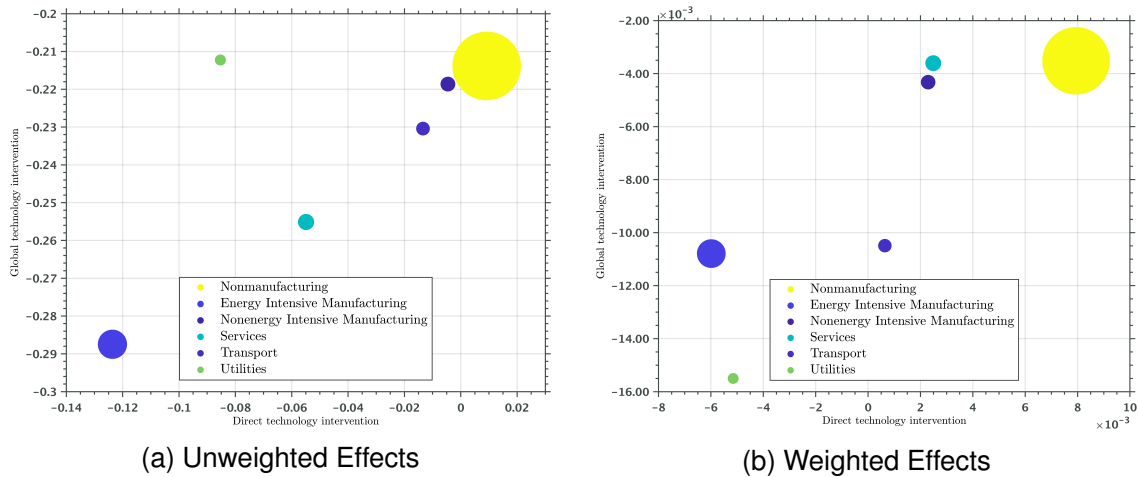 -0.2
-0.21
-0.22
-0.23
-0.24
-0.25
-0.26
-0.27
-0.28
-0.29
-0.3
Global technology intervention
Nonmanufacturing
Energy Intensive Manufacturing
Nonenergy Intensive Manufacturing
Services
Transport
Utilities
-0.14 -0.12 -0.1 -0.08 -0.06 -0.04 -0.02 0 0.02
Direct technology intervention
(a) Unweighted Effects
×10⁻³
-2.00
-4.00
-6.00
-8.00
-10.00
-12.00
-14.00
-16.00
Global technology intervention
Nonmanufacturing
Energy Intensive Manufacturing
Nonenergy Intensive Manufacturing
Services
Transport
Utilities
-8 -6 -4 -2 0 2 4 6 8 10
Direct technology intervention
×10⁻³
(b) Weighted Effects